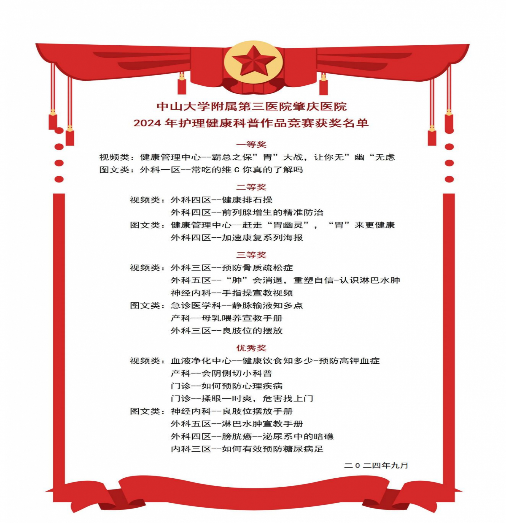 中山大学附属第三医院肇庆医院
2024年护理健康科普作品竞赛获奖名单
一等奖
视频类：健康管理中心—霸总之保”胃”大战，让你无”幽“无虑
图文类：外科一区—常吃的维C你真的了解吗
二等奖
视频类：外科四区--健康排石操
外科四区--前列腺增生的精准防治
图文类：健康管理中心—赶走“胃幽灵”，“胃”来更健康
外科四区--加速康复系列海报
三等奖
视频类：外科三区--预防骨质疏松症
外科五区--“肿”会消退，重塑自信-认识淋巴水肿
神经内科--手指操宣教视频
图文类：急诊医学科--静脉输液知多点
产科--母乳喂养宣教手册
外科三区--良肢位的摆放
优秀奖
视频类：血液净化中心—健康饮食知多少-预防高钾血症
产科--会阴侧切小科普
门诊--如何预防心理疾病
门诊--揉眼一时爽，危害找上门
图文类：神经内科--良肢位摆放手册
外科五区--淋巴水肿宣教手册
外科四区--膀胱癌--泌尿系中的暗礁
内科三区--如何有效预防糖尿病足
二0二四年九月